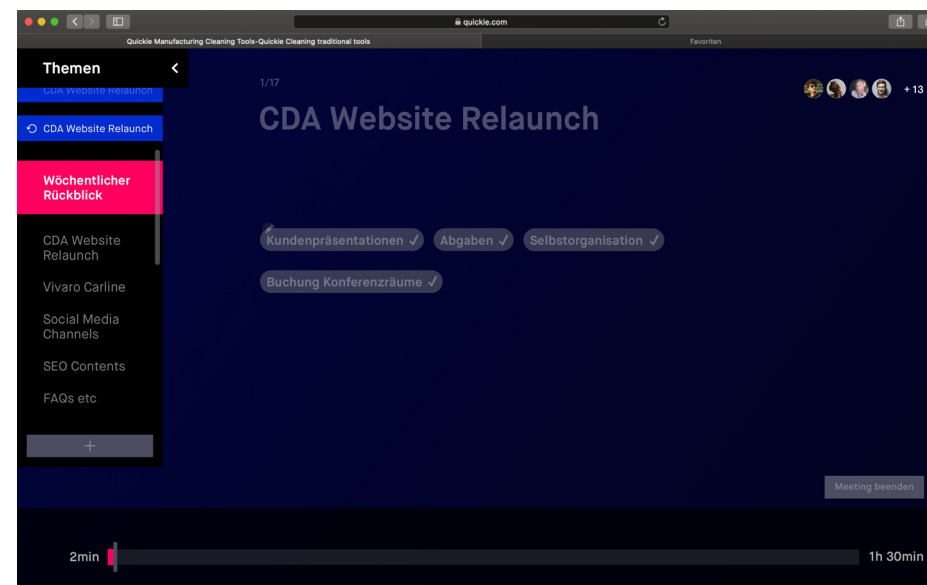 quickie.com
Quickie Manufacturing Cleaning Tools-Quickie Cleaning traditional tools
Favoriten
Themen
CDA Website Relaunch
CDA Website Relaunch
Wöchentlicher
Rückblick
CDA Website
Relaunch
Vivaro Carline
Social Media
Channels
SEO Contents
FAQs etc
+
1/17
+ 13
CDA Website Relaunch
Kundenpräsentationen ✓ Abgaben ✓ Selbstorganisation ✓
Buchung Konferenzräume ✓
Meeting beenden
2min
1h 30min